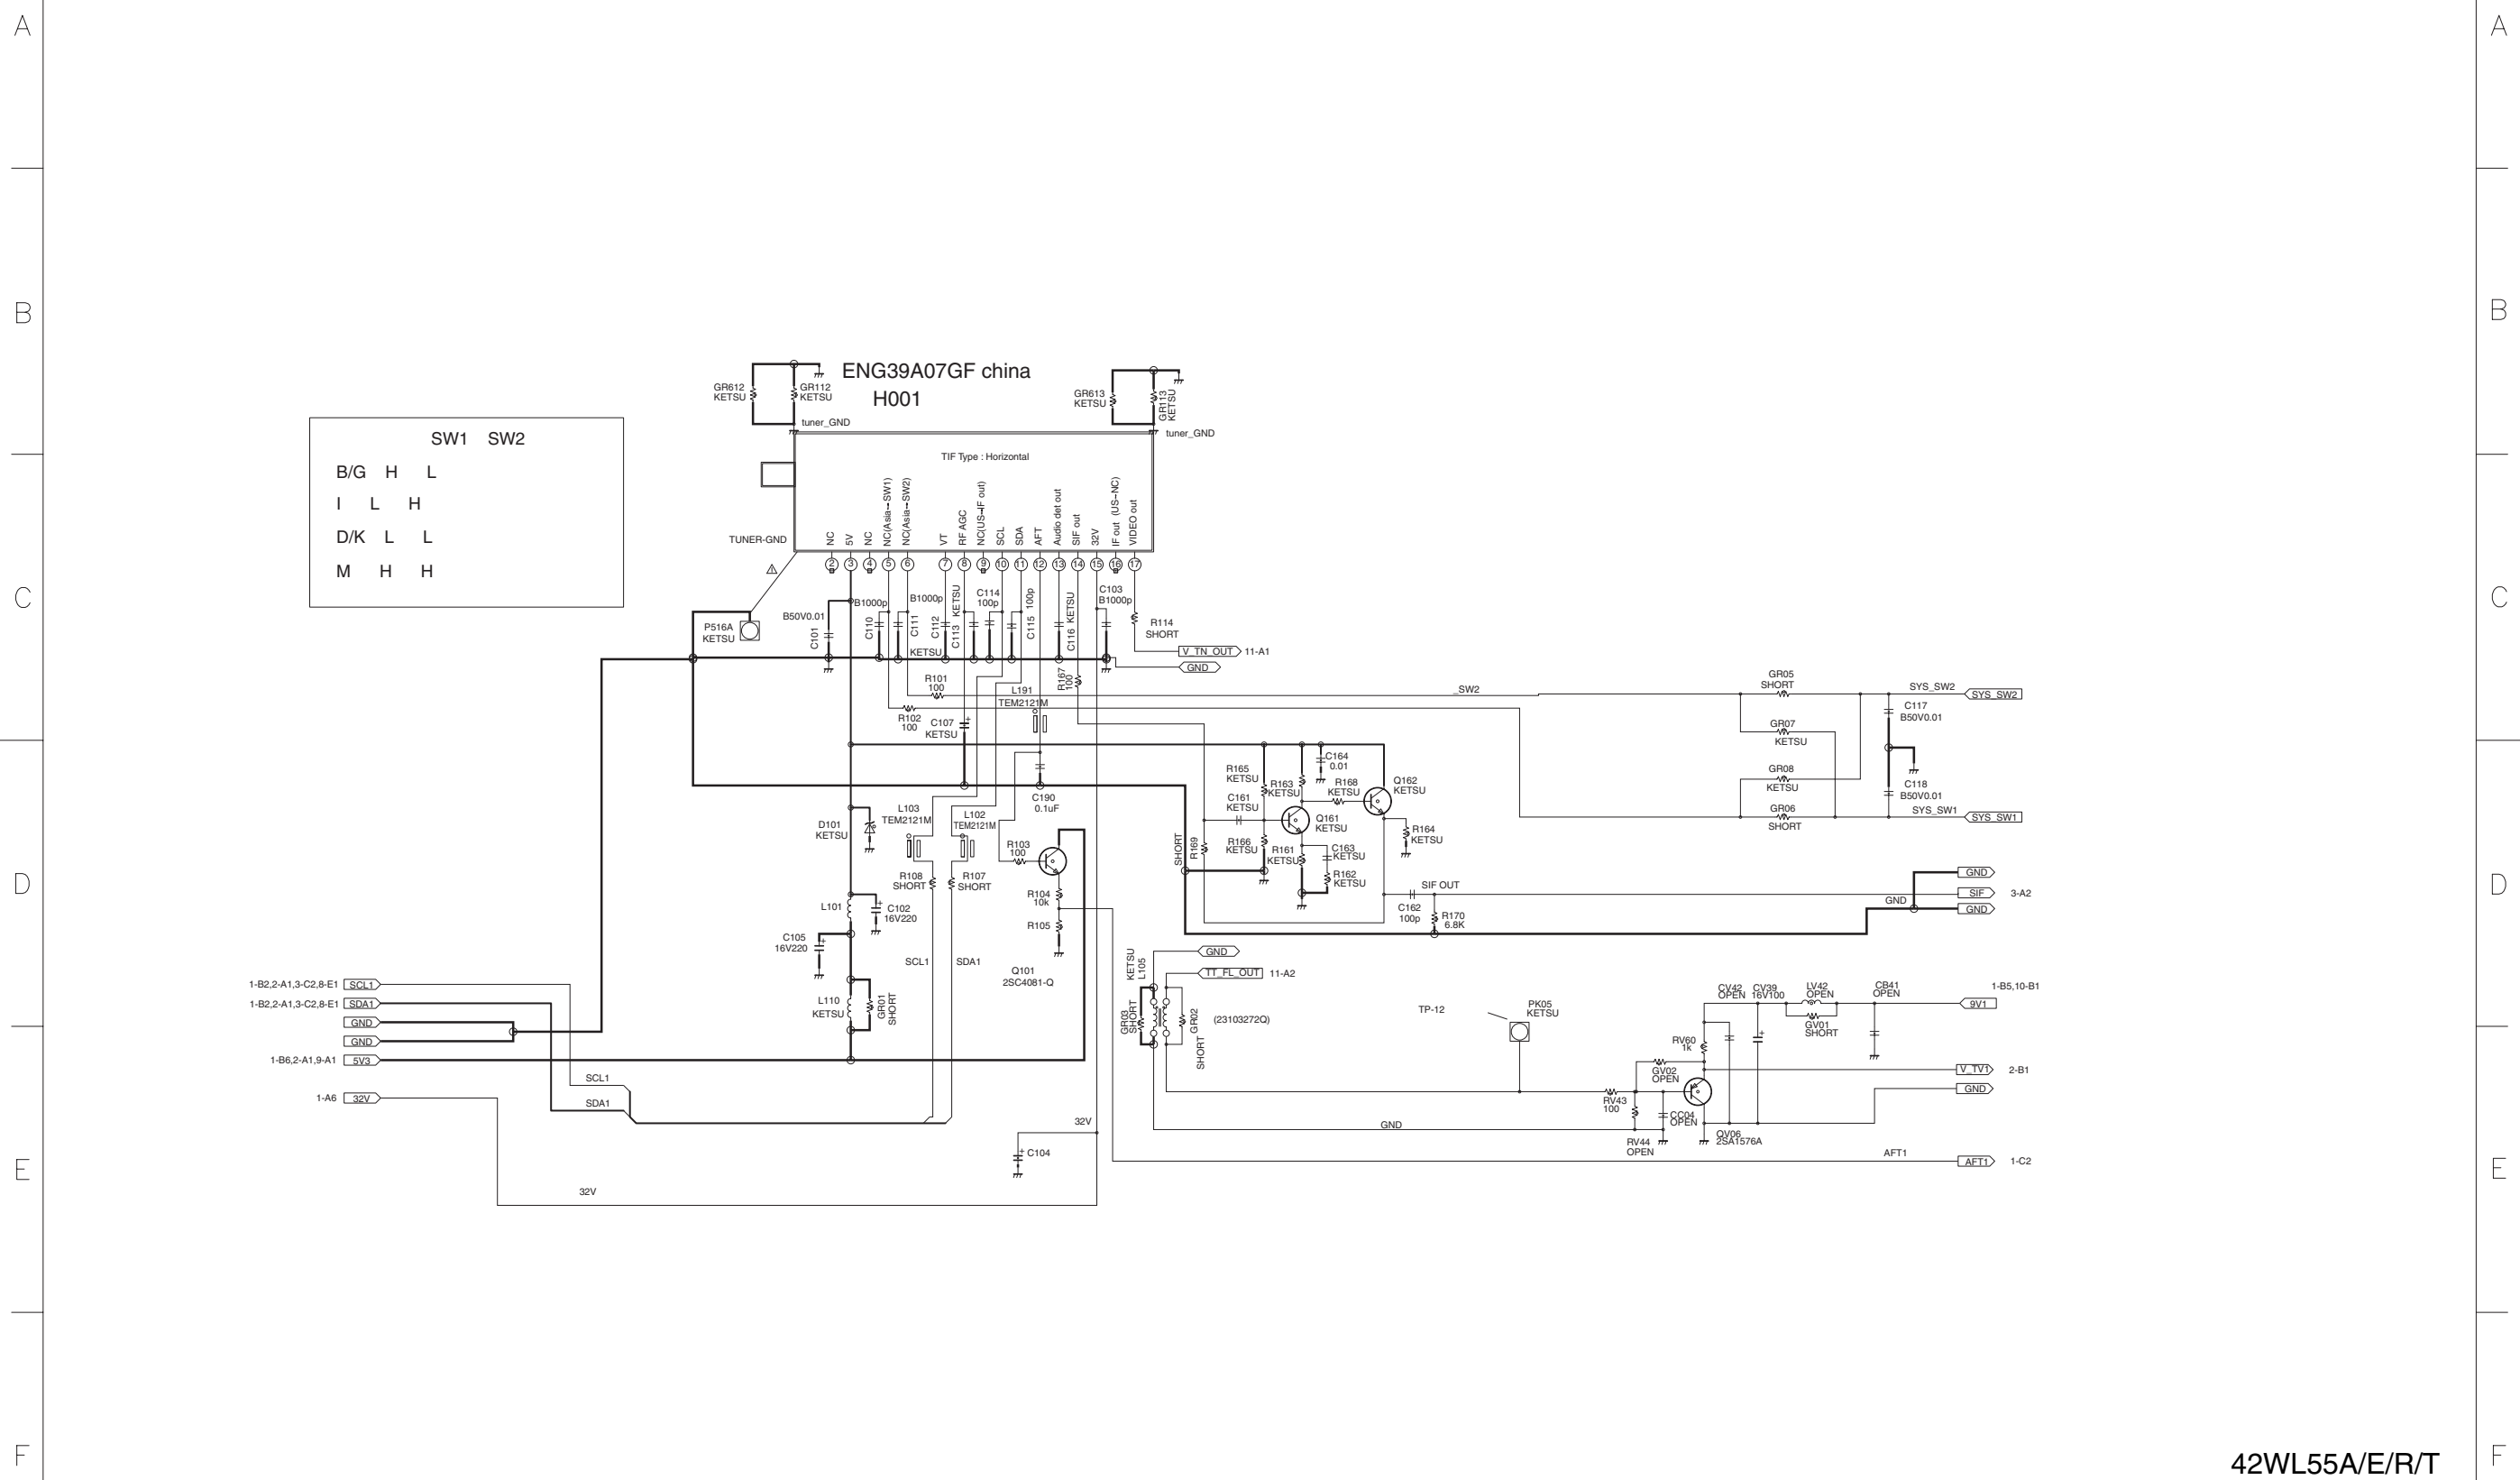 A
A
B
B
C
C
D
D
E
E
F
F
ENG39A07GF china
H001
GR612
KETSU
GR112
KETSU
tuner_GND
GR613
KETSU
GR113
KETSU
tuner_GND
SW1 SW2
B/G H L
I L H
D/K L L
M H H
TIF Type : Horizontal
TUNER-GND
NC
5V
NC
NC(Asia→SW1)
NC(Asia→SW2)
VT
RF AGC
NC(US→IF out)
SCL
SDA
AFT
Audio det out
SIF out
32V
IF out (US→NC)
VIDEO out
2 3 4 5 6 7 8 9 10 11 12 13 14 15 16 17
P516A
KETSU
B50V0.01
C101
B1000p
C110
B1000p
C111
C112
KETSU
C113
KETSU
C114
100p
C115
100p
C116
KETSU
C103
B1000p
R114
SHORT
V_TN_OUT 11-A1
GND
R101
100
R102
100
R167
100
L191
TEM2121M
C107
KETSU
_SW2
GR05
SHORT
SYS_SW2
SYS_SW2
C117
B50V0.01
GR07
KETSU
GR08
KETSU
C118
B50V0.01
GR06
SHORT
SYS_SW1
SYS_SW1
C190
0.1uF
R165
KETSU
R163
KETSU
C164
0.01
R168
KETSU
Q162
KETSU
C161
KETSU
Q161
KETSU
R164
KETSU
R166
KETSU
R161
KETSU
C163
KETSU
R162
KETSU
SHORT
R169
SIF OUT
C162
100p
R170
6.8K
GND
GND
SIF 3-A2
GND
D101
KETSU
L103
TEM2121M
L102
TEM2121M
R103
100
R108
SHORT
R107
SHORT
R104
10k
R105
Q101
2SC4081-Q
L101
C102
16V220
C105
16V220
SCL1
SDA1
L110
KETSU
GR01
SHORT
1-B2,2-A1,3-C2,8-E1 SCL1
1-B2,2-A1,3-C2,8-E1 SDA1
GND
GND
1-B6,2-A1,9-A1 5V3
1-A6 32V
SCL1
SDA1
32V
32V
C104
KETSU
L105
GND
TT_FL_OUT 11-A2
GR03
SHORT
GR02
SHORT
(23103272Q)
TP-12
PK05
KETSU
CV42
OPEN
CV39
16V100
LV42
OPEN
GV01
SHORT
CB41
OPEN
1-B5,10-B1
9V1
RV60
1k
GV02
OPEN
RV43
100
CC04
OPEN
RV44
OPEN
QV06
2SA1576A
V_TV1 2-B1
GND
GND
AFT1
AFT1 1-C2
42WL55A/E/R/T